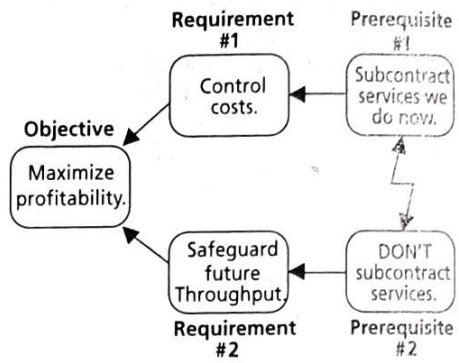 Requirement
#1
Control
costs.
Prerequisite
#1
Subcontract
services we
do now.
Objective
Maximize
profitability.
Safeguard
future
Throughput.
Requirement
#2
DON'T
subcontract
services.
Prerequisite
#2